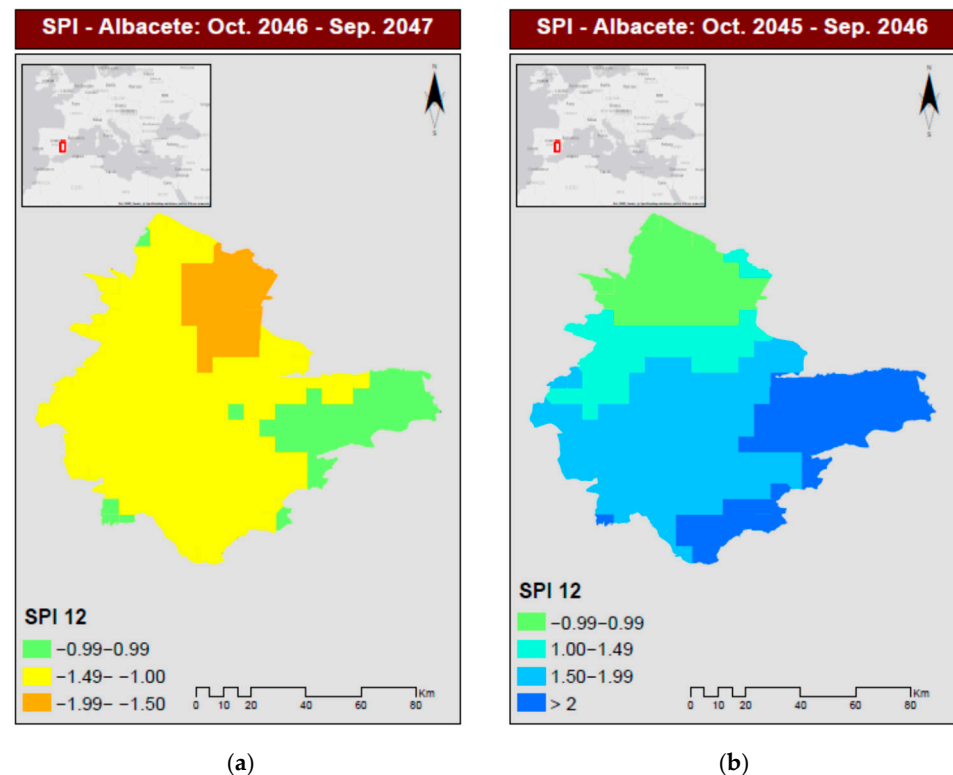 SPI - Albacete: Oct. 2046 - Sep. 2047
N
S
SPI 12
−0.99−0.99
−1.49− −1.00
−1.99− −1.50
Km
0 10 20 40 60 80
(a)
SPI - Albacete: Oct. 2045 - Sep. 2046
N
S
SPI 12
−0.99−0.99
1.00−1.49
1.50−1.99
> 2
Km
0 10 20 40 60 80
(b)